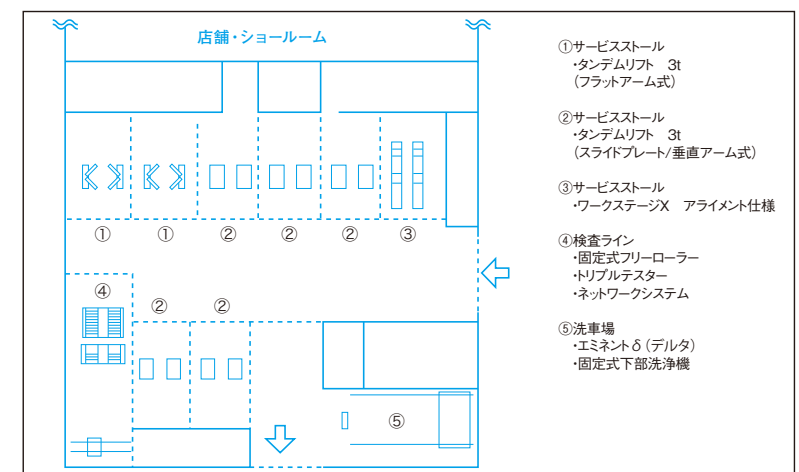 店舗・ショールーム
①
①
②
②
②
③
④
②
②
⑤
①サービスストール
・タンデムリフト　3t
（フラットアーム式）
②サービスストール
・タンデムリフト　3t
（スライドプレート/垂直アーム式）
③サービスストール
・ワークステージX　アライメント仕様
④検査ライン
・固定式フリーローラー
・トリプルテスター
・ネットワークシステム
⑤洗車場
・エミネントδ（デルタ）
・固定式下部洗浄機